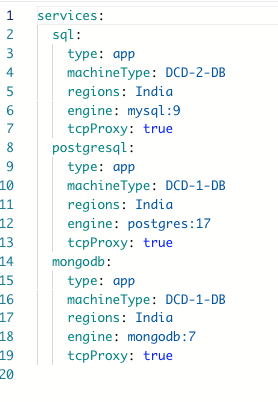 1 services:
2   sql:
3     type: app
4     machineType: DCD-2-DB
5     regions: India
6     engine: mysql:9
7     tcpProxy: true
8   postgresql:
9     type: app
10     machineType: DCD-1-DB
11     regions: India
12     engine: postgres:17
13     tcpProxy: true
14   mongodb:
15     type: app
16     machineType: DCD-1-DB
17     regions: India
18     engine: mongodb:7
19     tcpProxy: true
20